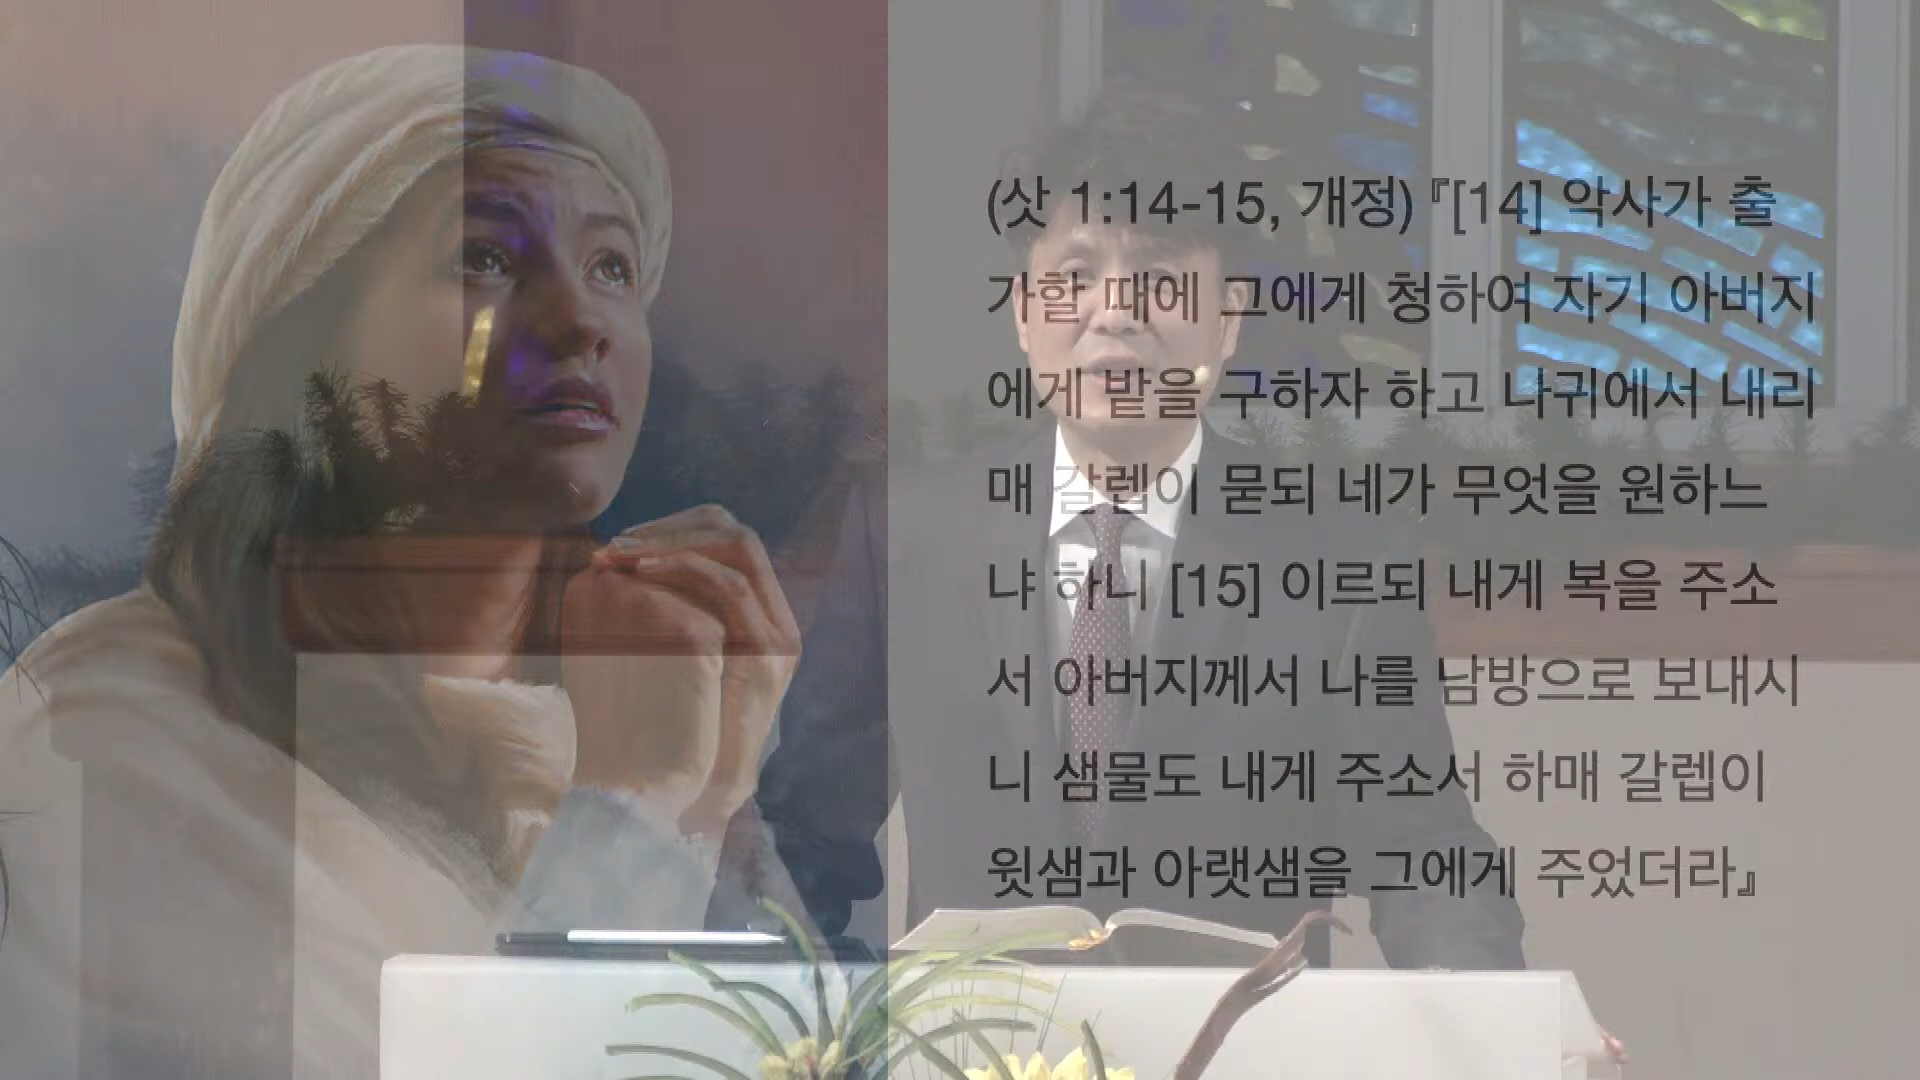 (삿 1:14-15, 개정) 『[14] 악사가 출
가할 때에 그에게 청하여 자기 아버지
에게 밭을 구하자 하고 나귀에서 내리
매 갈렙이 묻되 네가 무엇을 원하느
냐 하니 [15] 이르되 내게 복을 주소
서 아버지께서 나를 남방으로 보내시
니 샘물도 내게 주소서 하매 갈렙이
윗샘과 아랫샘을 그에게 주었더라』